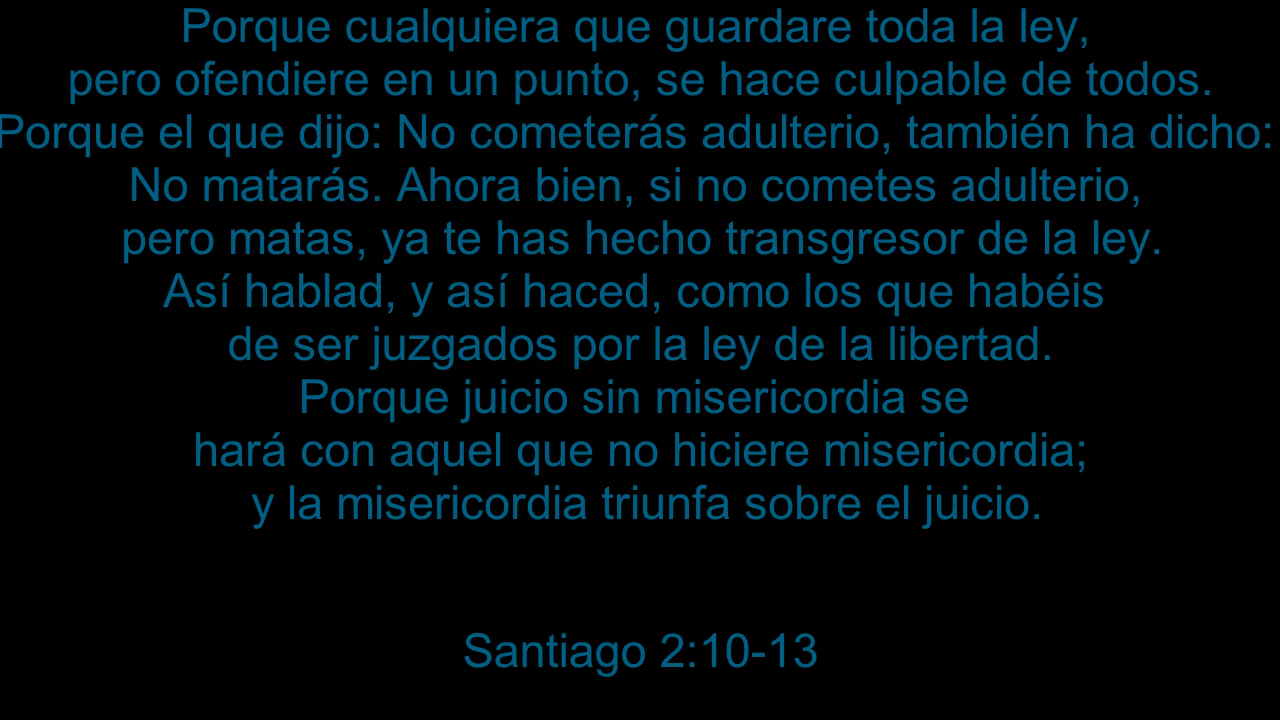 Porque cualquiera que guardare toda la ley,
pero ofendiere en un punto, se hace culpable de todos.
Porque el que dijo: No cometerás adulterio, también ha dicho:
No matarás. Ahora bien, si no cometes adulterio,
pero matas, ya te has hecho transgresor de la ley.
Así hablad, y así haced, como los que habéis
de ser juzgados por la ley de la libertad.
Porque juicio sin misericordia se
hará con aquel que no hiciere misericordia;
y la misericordia triunfa sobre el juicio.
Santiago 2:10-13